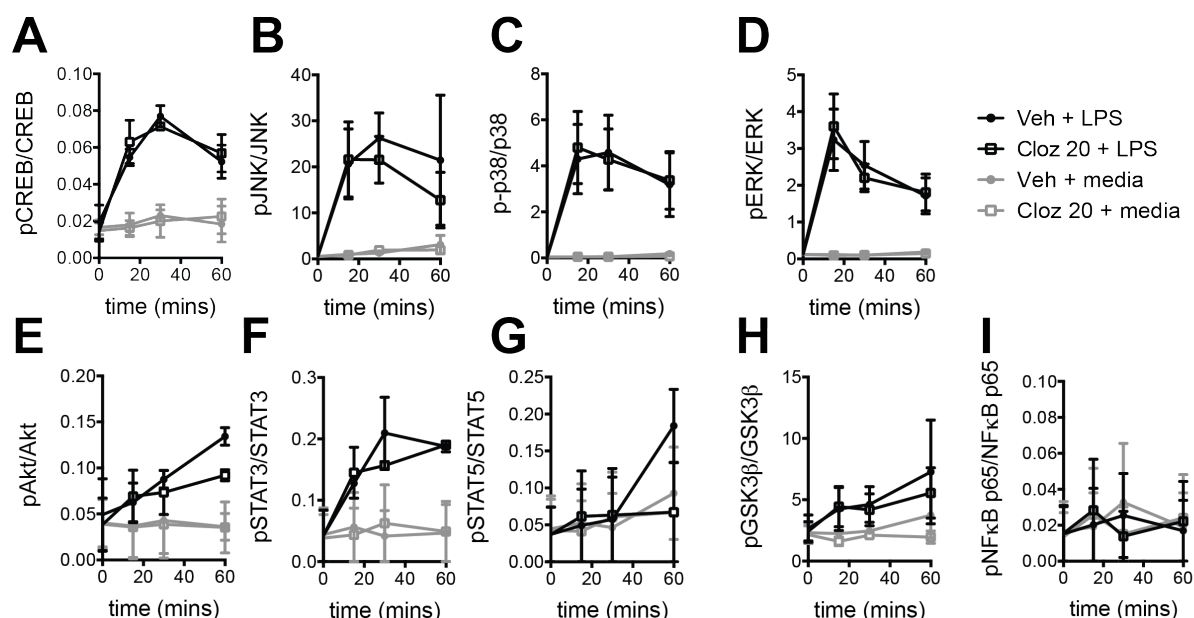 A
B
C
D
pCREB/CREB
0.10
0.08
0.06
0.04
0.02
0.00
0 20 40 60
time (mins)
pJNK/JNK
40
30
20
10
0
0 20 40 60
time (mins)
p-p38/p38
8
6
4
2
0
0 20 40 60
time (mins)
pERK/ERK
5
4
3
2
1
0
0 20 40 60
time (mins)
Veh + LPS
Cloz 20 + LPS
Veh + media
Cloz 20 + media
E
F
G
H
I
pAkt/Akt
0.20
0.15
0.10
0.05
0.00
0 20 40 60
time (mins)
pSTAT3/STAT3
0.3
0.2
0.1
0.0
0 20 40 60
time (mins)
pSTAT5/STAT5
0.25
0.20
0.15
0.10
0.05
0.00
0 20 40 60
time (mins)
pGSK3β/GSK3β
15
10
5
0
0 20 40 60
time (mins)
pNFκB p65/NFκB p65
0.10
0.08
0.06
0.04
0.02
0.00
0 20 40 60
time (mins)